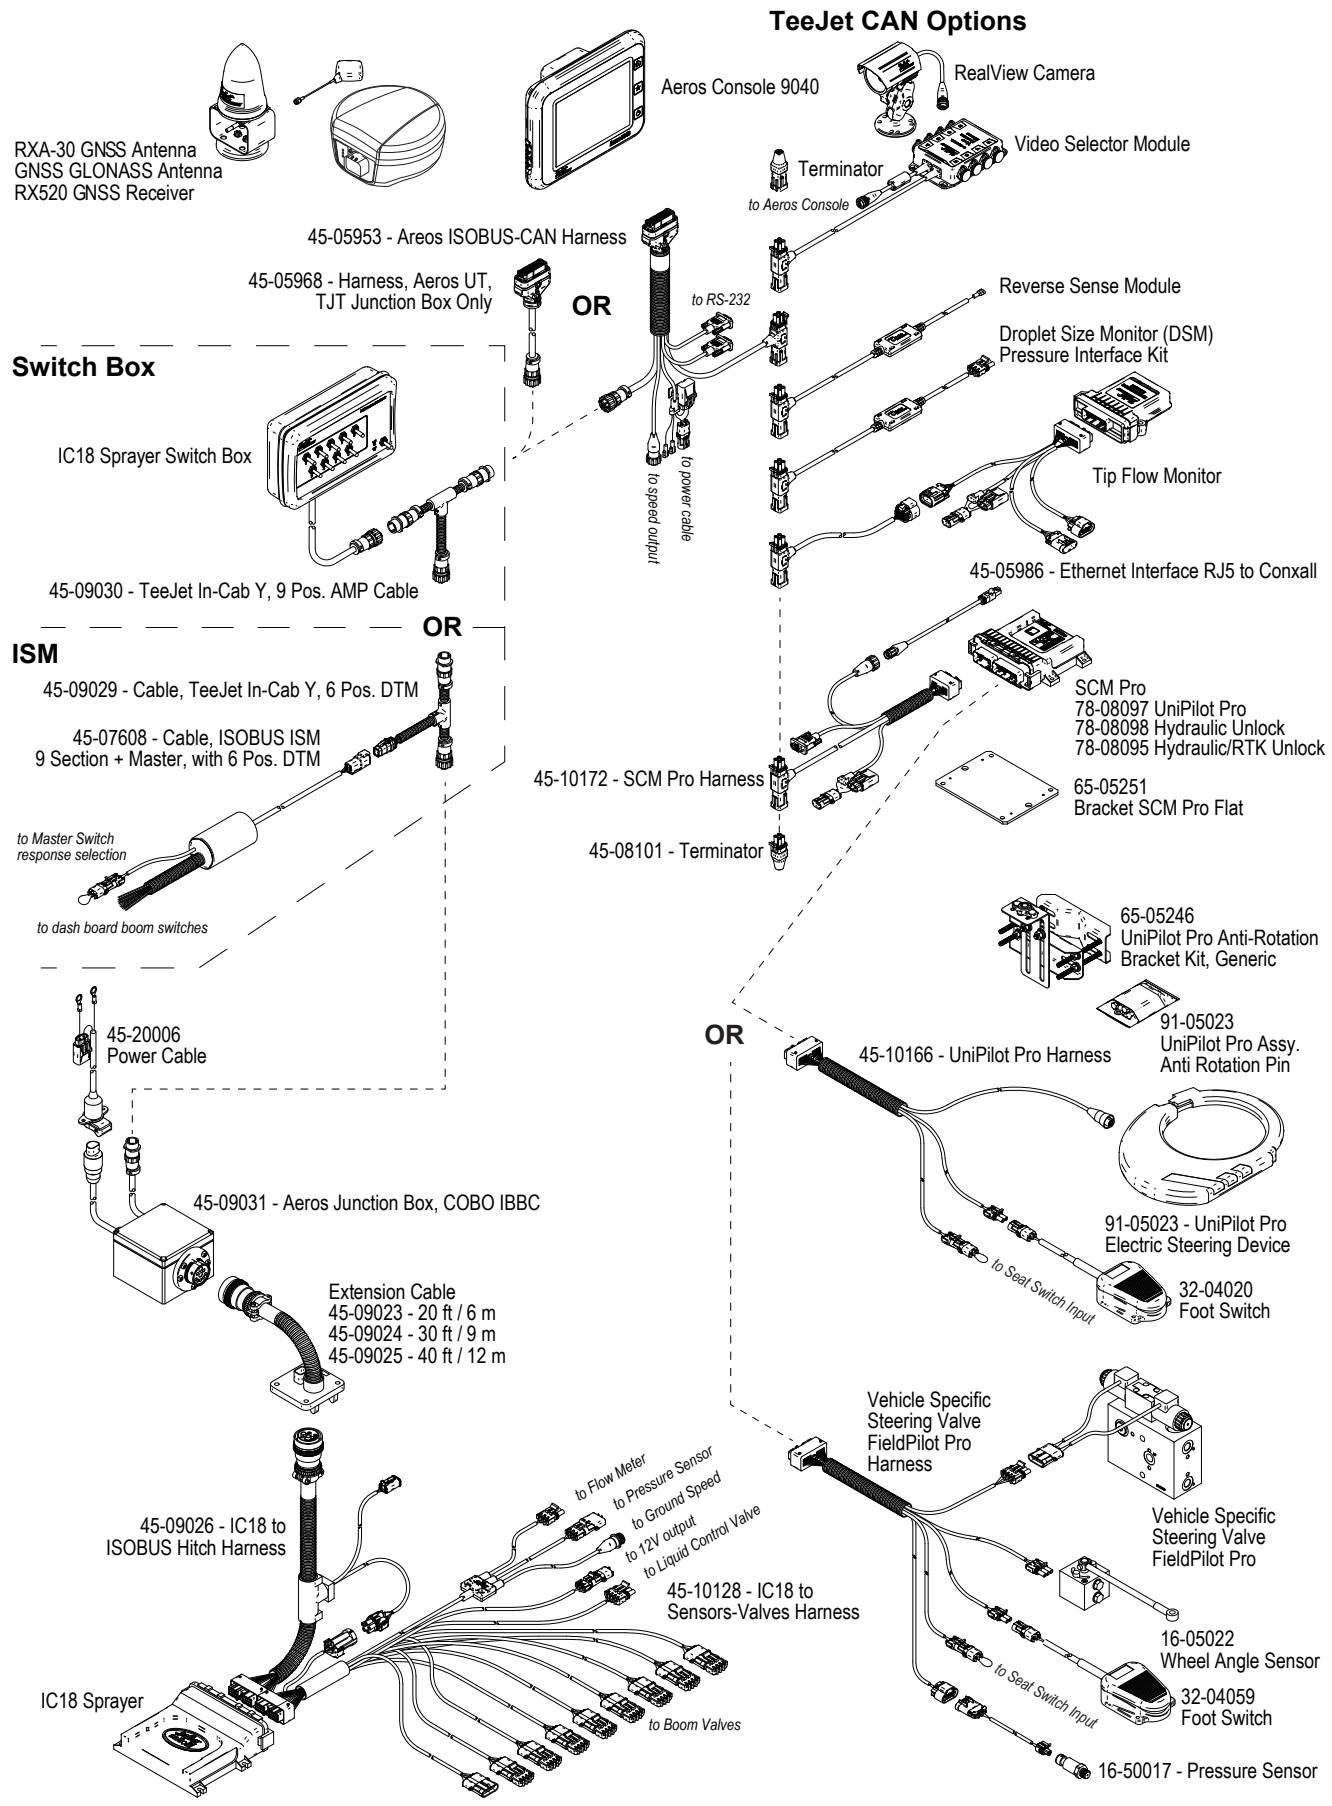 TeeJet CAN Options
RealView Camera
Aeros Console 9040
Video Selector Module
RXA-30 GNSS Antenna
GNSS GLONASS Antenna
RX520 GNSS Receiver
Terminator
to Aeros Console
45-05953 - Areos ISOBUS-CAN Harness
45-05968 - Harness, Aeros UT,
TJT Junction Box Only
OR
to RS-232
Reverse Sense Module
Droplet Size Monitor (DSM)
Pressure Interface Kit
Switch Box
IC18 Sprayer Switch Box
to speed output
to power cable
Tip Flow Monitor
45-09030 - TeeJet In-Cab Y, 9 Pos. AMP Cable
45-05986 - Ethernet Interface RJ5 to Conxall
OR
ISM
45-09029 - Cable, TeeJet In-Cab Y, 6 Pos. DTM
45-07608 - Cable, ISOBUS ISM
9 Section + Master, with 6 Pos. DTM
SCM Pro
78-08097 UniPilot Pro
78-08098 Hydraulic Unlock
78-08095 Hydraulic/RTK Unlock
45-10172 - SCM Pro Harness
65-05251
Bracket SCM Pro Flat
to Master Switch
response selection
45-08101 - Terminator
to dash board boom switches
65-05246
UniPilot Pro Anti-Rotation
Bracket Kit, Generic
45-20006
Power Cable
OR
91-05023
UniPilot Pro Assy.
Anti Rotation Pin
45-10166 - UniPilot Pro Harness
45-09031 - Aeros Junction Box, COBO IBBC
91-05023 - UniPilot Pro
Electric Steering Device
to Seat Switch Input
32-04020
Foot Switch
Extension Cable
45-09023 - 20 ft / 6 m
45-09024 - 30 ft / 9 m
45-09025 - 40 ft / 12 m
Vehicle Specific
Steering Valve
FieldPilot Pro
Harness
to Flow Meter
to Pressure Sensor
to Ground Speed
to 12V output
to Liquid Control Valve
45-09026 - IC18 to
ISOBUS Hitch Harness
Vehicle Specific
Steering Valve
FieldPilot Pro
45-10128 - IC18 to
Sensors-Valves Harness
16-05022
Wheel Angle Sensor
to Seat Switch Input
32-04059
Foot Switch
IC18 Sprayer
to Boom Valves
16-50017 - Pressure Sensor